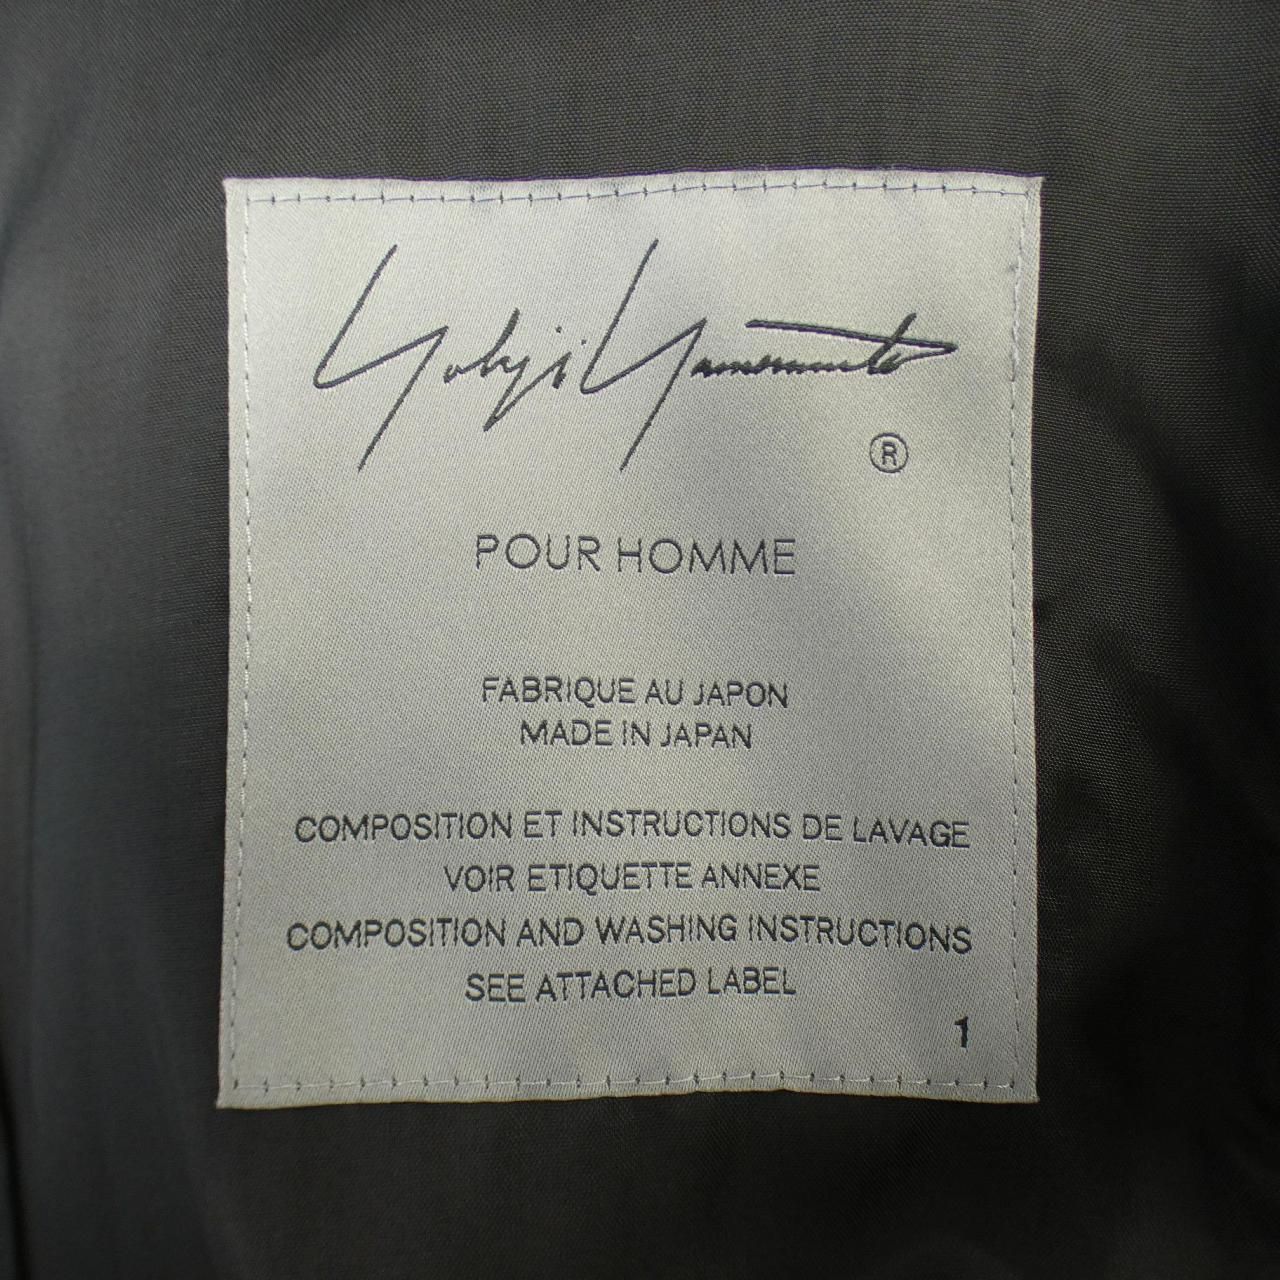 Yohji Yamamoto
®
POUR HOMME
FABRIQUE AU JAPON
MADE IN JAPAN
COMPOSITION ET INSTRUCTIONS DE LAVAGE
VOIR ETIQUETTE ANNEXE
COMPOSITION AND WASHING INSTRUCTIONS
SEE ATTACHED LABEL
1